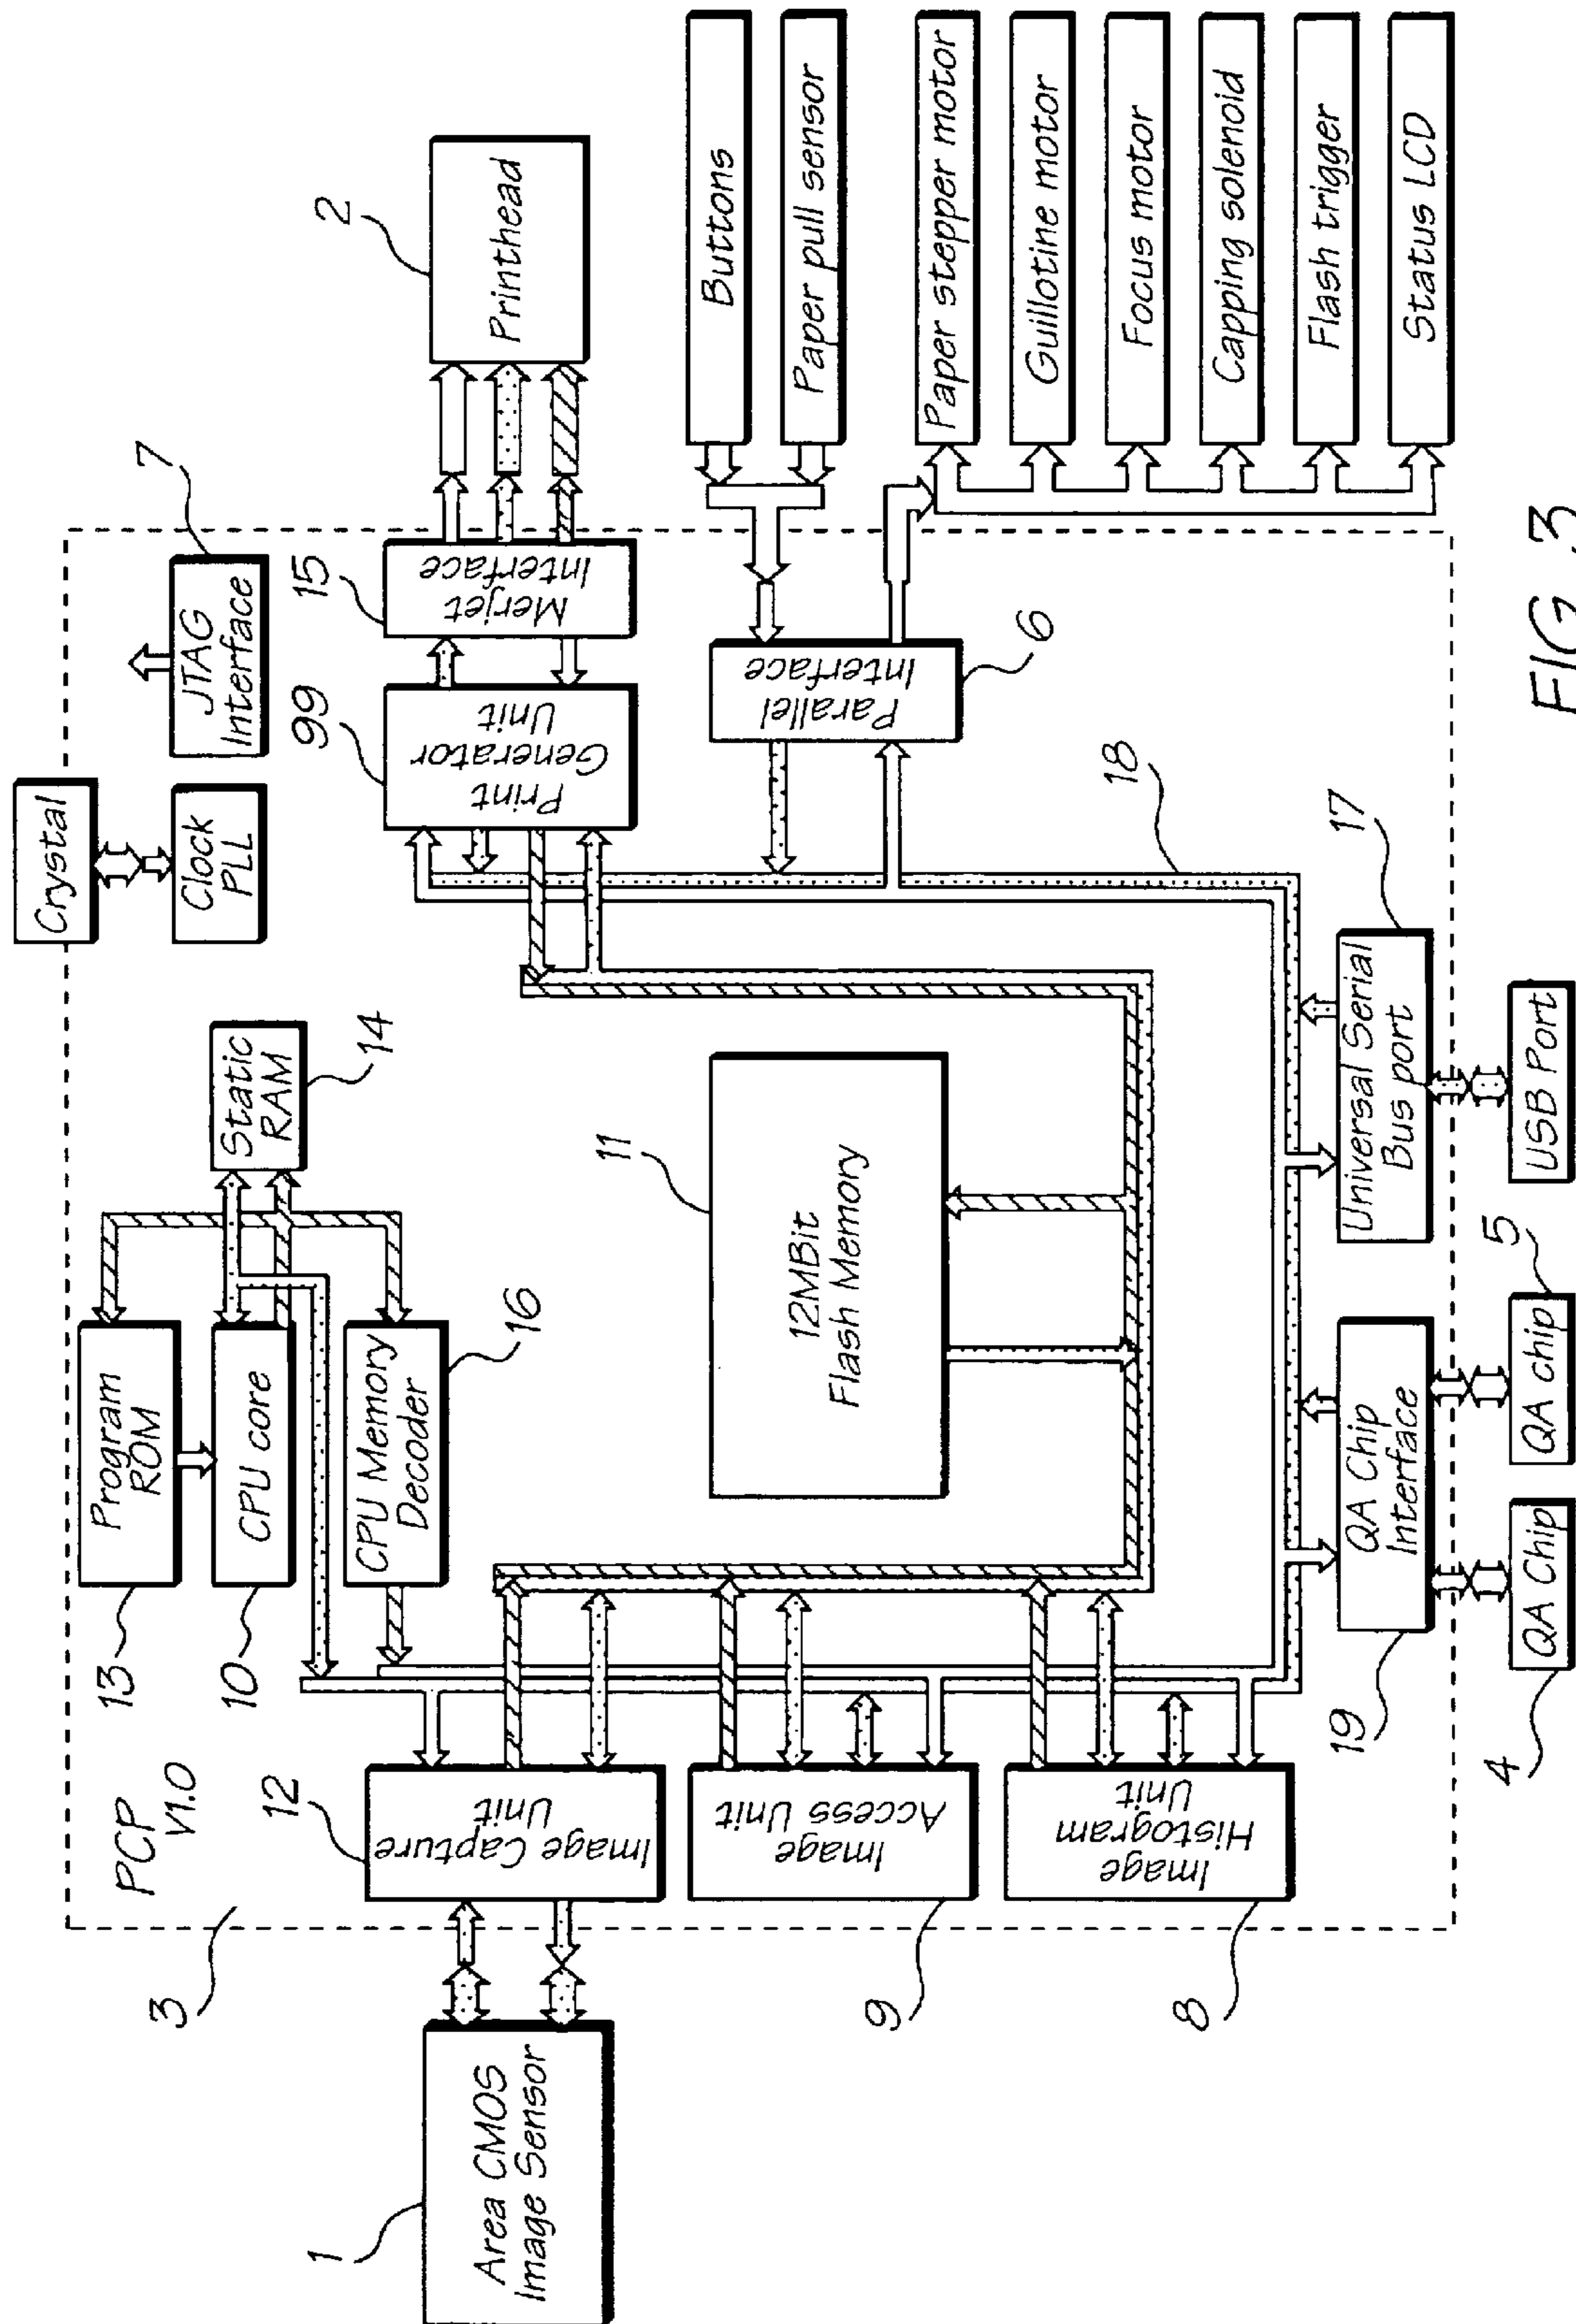 Crystal
Clock
PLL
JTAG
Interface
7
PCP
V1.0
3
Program
ROM
13
CPU core
10
CPU Memory
Decoder
16
Static
RAM
14
1
Area CMOS
Image Sensor
12
Image Capture
Unit
9
Image
Access Unit
8
Image
Histogram
Unit
11
12MBit
Flash Memory
99
Print
Generator
Unit
15
Merjet
Interface
2
Printhead
Parallel
Interface
6
Buttons
Paper pull sensor
Paper stepper motor
Guillotine motor
Focus motor
Capping solenoid
Flash trigger
Status LCD
18
19
QA Chip
Interface
17
Universal Serial
Bus port
4
QA Chip
5
QA chip
USB Port
FIG. 3